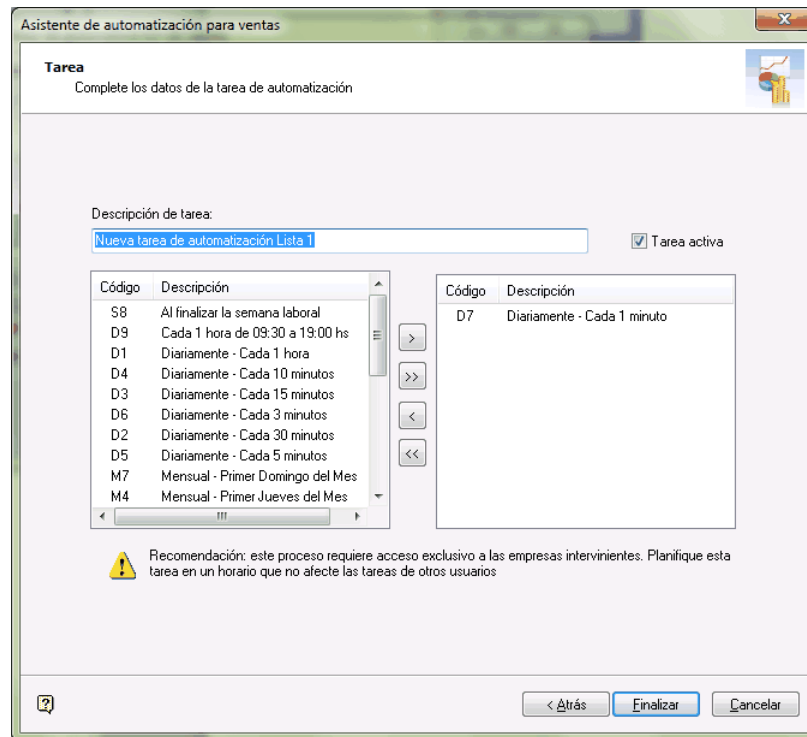 Asistente de automatización para ventas
Tarea
Complete los datos de la tarea de automatización
Descripción de tarea:
Nueva tarea de automatización Lista 1
Tarea activa
Código Descripción
S8 Al finalizar la semana laboral
D9 Cada 1 hora de 09:30 a 19:00 hs
D1 Diariamente - Cada 1 hora
D4 Diariamente - Cada 10 minutos
D3 Diariamente - Cada 15 minutos
D6 Diariamente - Cada 3 minutos
D2 Diariamente - Cada 30 minutos
D5 Diariamente - Cada 5 minutos
M7 Mensual - Primer Domingo del Mes
M4 Mensual - Primer Jueves del Mes
>
>>
<
<<
Código Descripción
D7 Diariamente - Cada 1 minuto
Recomendación: este proceso requiere acceso exclusivo a las empresas intervinientes. Planifique esta
tarea en un horario que no afecte las tareas de otros usuarios
< Atrás
Finalizar
Cancelar